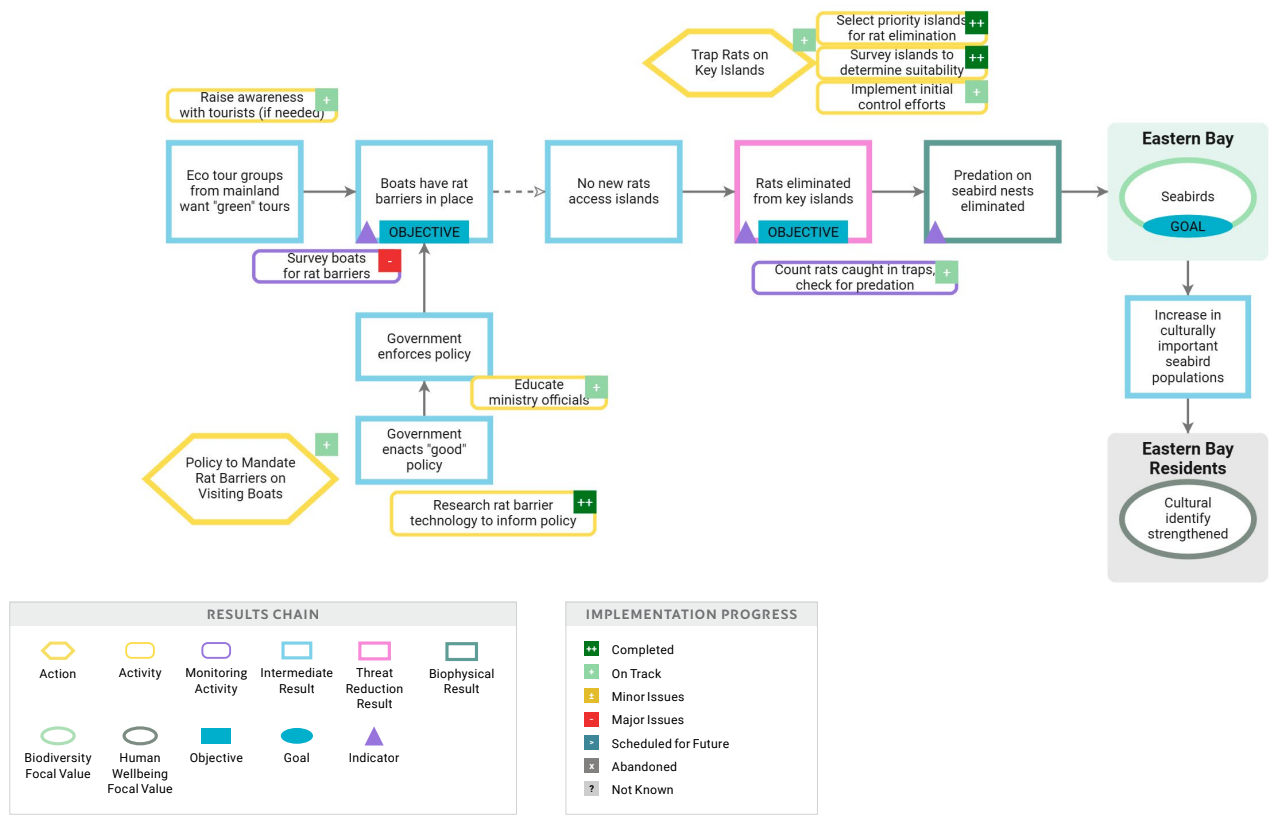 Select priority islands
for rat elimination
++
Trap Rats on
Key Islands
+
Survey islands to
determine suitability
++
Implement initial
control efforts
+
Raise awareness
with tourists (if needed)
+
Eco tour groups
from mainland
want "green" tours
Boats have rat
barriers in place
OBJECTIVE
No new rats
access islands
Rats eliminated
from key islands
OBJECTIVE
Predation on
seabird nests
eliminated
Eastern Bay
Seabirds
GOAL
Survey boats
for rat barriers
-
Count rats caught in traps,
check for predation
+
Government
enforces policy
Educate
ministry officials
+
Government
enacts "good"
policy
Policy to Mandate
Rat Barriers on
Visiting Boats
+
Research rat barrier
technology to inform policy
++
Increase in
culturally
important
seabird
populations
Eastern Bay
Residents
Cultural
identify
strengthened
RESULTS CHAIN
Action
Activity
Monitoring
Activity
Intermediate
Result
Threat
Reduction
Result
Biophysical
Result
Biodiversity
Focal Value
Human
Wellbeing
Focal Value
Objective
Goal
Indicator
IMPLEMENTATION PROGRESS
++ Completed
+ On Track
± Minor Issues
- Major Issues
> Scheduled for Future
x Abandoned
? Not Known